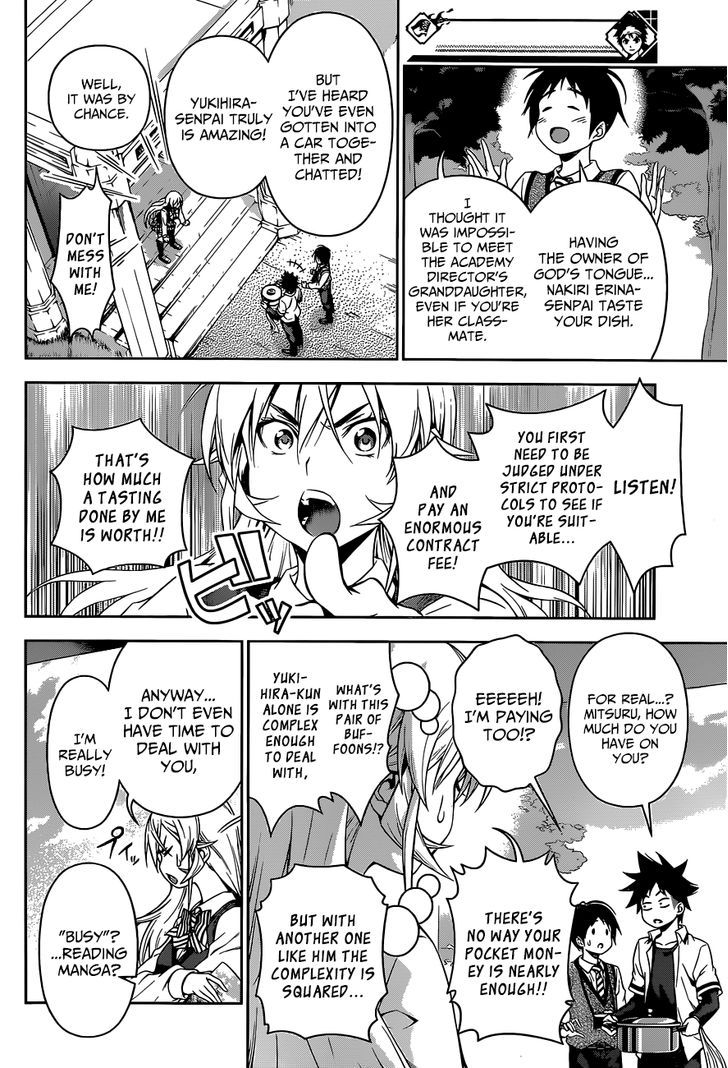 I
THOUGHT IT
WAS IMPOSSI-
BLE TO MEET
THE ACADEMY
DIRECTOR'S
GRANDDAUGHTER,
EVEN IF YOU'RE
HER CLASS-
MATE.
HAVING
THE OWNER OF
GOD'S TONGUE...
NAKIRI ERINA-
SENPAI TASTE
YOUR DISH.
BUT
I'VE HEARD
YOU'VE EVEN
GOTTEN INTO
A CAR TOGE-
THER AND
CHATTED!
YUKIHIRA-
SENPAI TRULY
IS AMAZING!
WELL,
IT WAS BY
CHANCE.
DON'T
MESS
WITH
ME!
LISTEN!
YOU FIRST
NEED TO BE
JUDGED UNDER
STRICT PROTO-
COLS TO SEE IF
YOU'RE SUIT-
ABLE...
AND
PAY AN
ENORMOUS
CONTRACT
FEE!
THAT'S
HOW MUCH
A TASTING
DONE BY ME
IS WORTH!!
ビッ
FOR REAL...?
MITSURU, HOW
MUCH DO YOU
HAVE ON
YOU?
EEEEEH!
I'M PAYING
TOO!?
THERE'S
NO WAY YOUR
POCKET MON-
EY IS NEARLY
ENOUGH!!
WHAT'S
WITH THIS
PAIR OF
BUF-
FOONS!?
YUKI-
HIRA-KUN
ALONE IS
COMPLEX
ENOUGH
TO DEAL
WITH,
BUT WITH
ANOTHER ONE
LIKE HIM THE
COMPLEXITY IS
SQUARED...
ANYWAY...
I DON'T EVEN
HAVE TIME TO
DEAL WITH
YOU,
I'M
REALLY
BUSY!
"BUSY"?
...READING
MANGA?